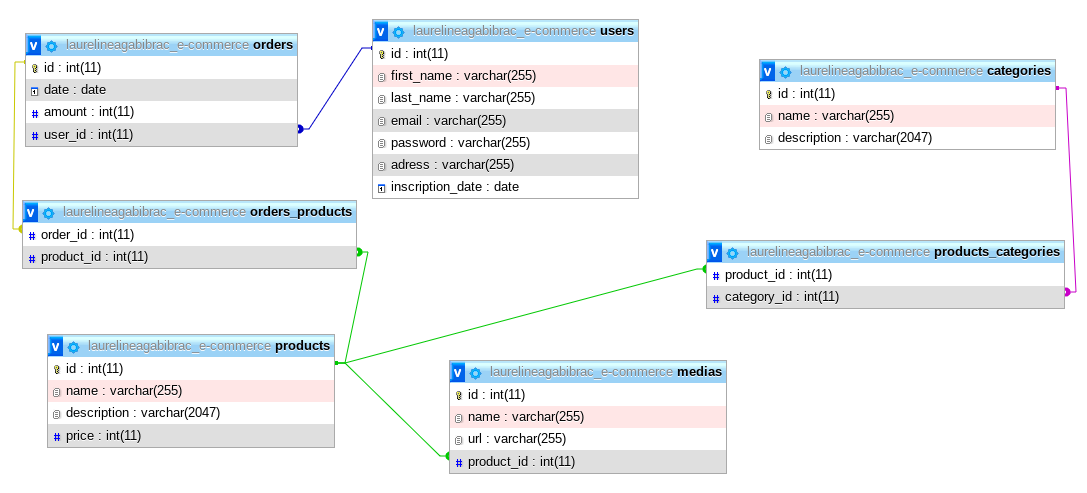 v laurelineagabibrac_e-commerce orders
id : int(11)
date : date
# amount : int(11)
# user_id : int(11)
v laurelineagabibrac_e-commerce users
id : int(11)
first_name : varchar(255)
last_name : varchar(255)
email : varchar(255)
password : varchar(255)
adress : varchar(255)
inscription_date : date
v laurelineagabibrac_e-commerce categories
id : int(11)
name : varchar(255)
description : varchar(2047)
v laurelineagabibrac_e-commerce orders_products
# order_id : int(11)
# product_id : int(11)
v laurelineagabibrac_e-commerce products_categories
# product_id : int(11)
# category_id : int(11)
v laurelineagabibrac_e-commerce products
id : int(11)
name : varchar(255)
description : varchar(2047)
# price : int(11)
v laurelineagabibrac_e-commerce medias
id : int(11)
name : varchar(255)
url : varchar(255)
# product_id : int(11)